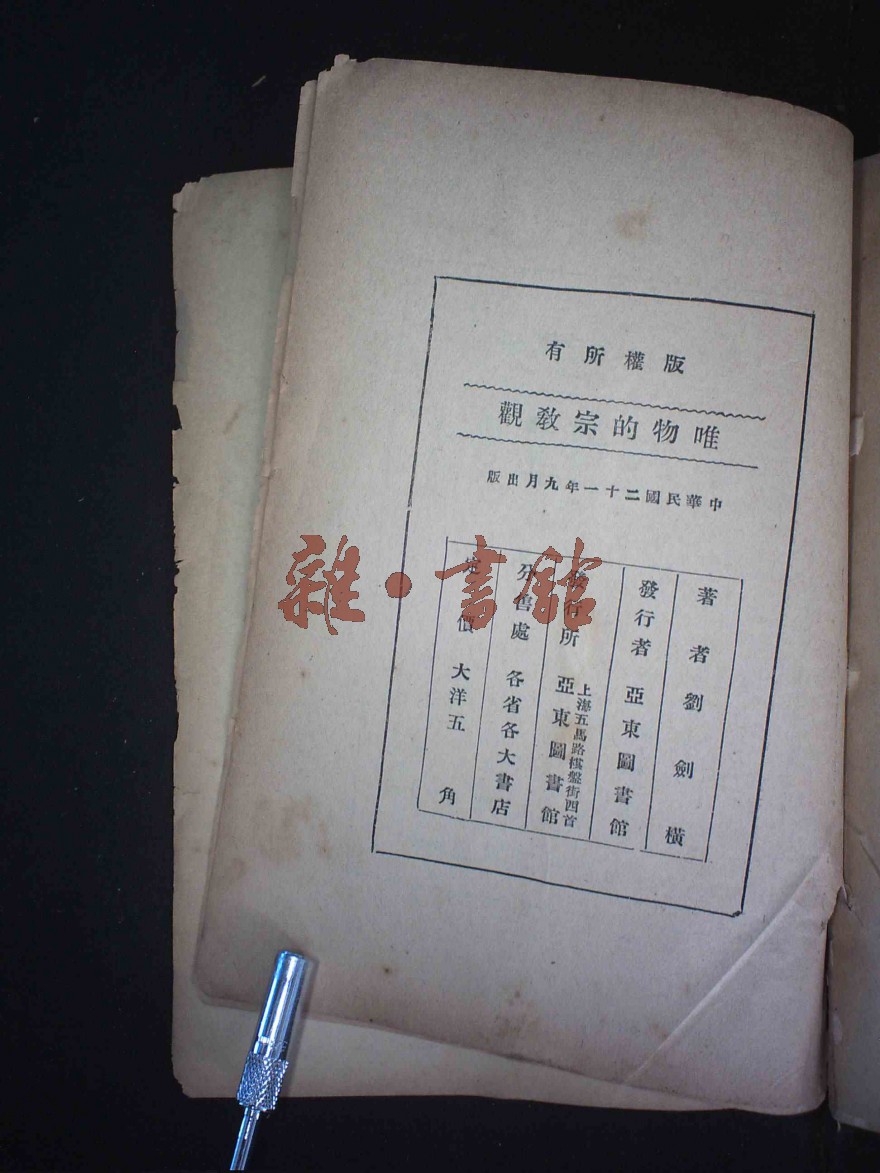 版權所有
唯物的宗教觀
中華民國二十一年九月出版
著者 劉劍橫
發行者 亞東圖書館
發行所 上海五馬路棋盤街西首 亞東圖書館
分售處 各省各大書店
定價 大洋五角
雜·書館